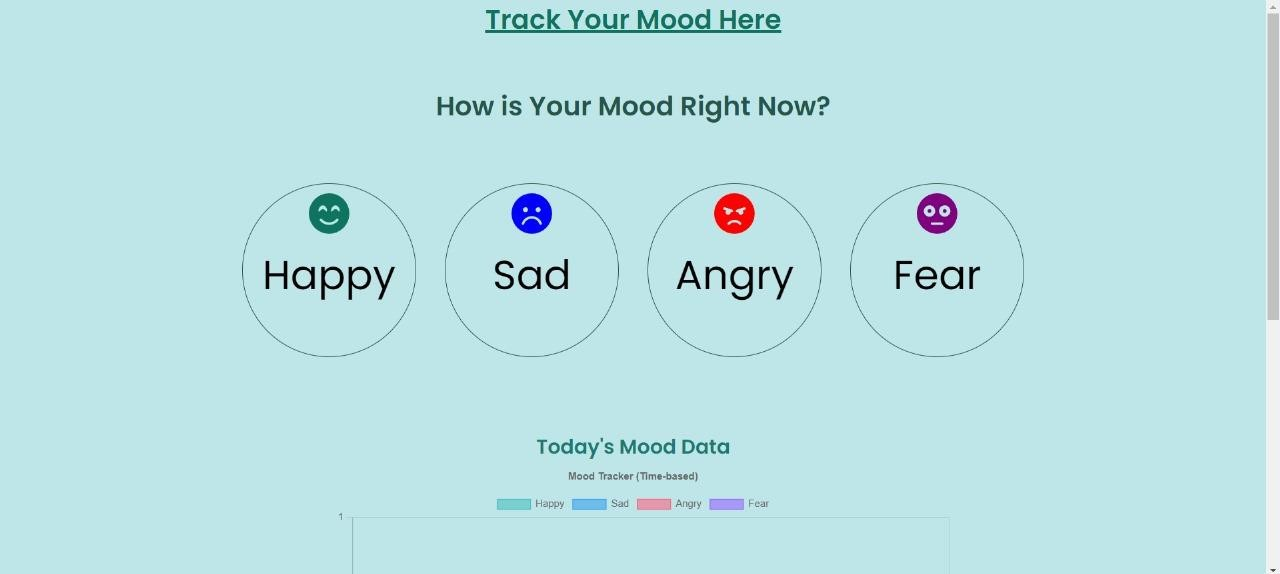 Track Your Mood Here
How is Your Mood Right Now?
Happy Sad Angry Fear
Today's Mood Data
Mood Tracker (Time-based)
Happy Sad Angry Fear
1